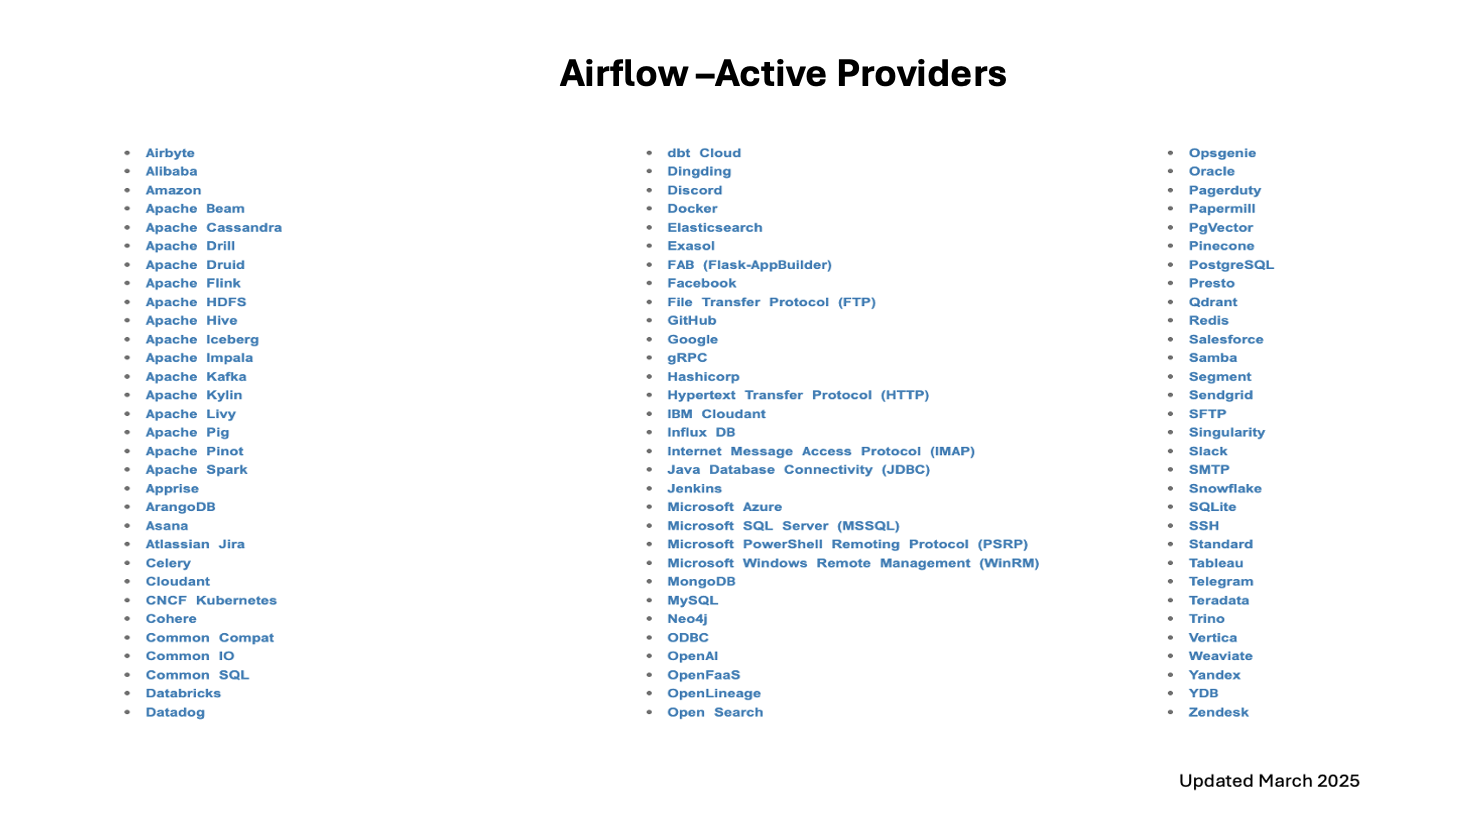 Airflow –Active Providers
• Airbyte
• Alibaba
• Amazon
• Apache Beam
• Apache Cassandra
• Apache Drill
• Apache Druid
• Apache Flink
• Apache HDFS
• Apache Hive
• Apache Iceberg
• Apache Impala
• Apache Kafka
• Apache Kylin
• Apache Livy
• Apache Pig
• Apache Pinot
• Apache Spark
• Apprise
• ArangoDB
• Asana
• Atlassian Jira
• Celery
• Cloudant
• CNCF Kubernetes
• Cohere
• Common Compat
• Common IO
• Common SQL
• Databricks
• Datadog
• dbt Cloud
• Dingding
• Discord
• Docker
• Elasticsearch
• Exasol
• FAB (Flask-AppBuilder)
• Facebook
• File Transfer Protocol (FTP)
• GitHub
• Google
• gRPC
• Hashicorp
• Hypertext Transfer Protocol (HTTP)
• IBM Cloudant
• Influx DB
• Internet Message Access Protocol (IMAP)
• Java Database Connectivity (JDBC)
• Jenkins
• Microsoft Azure
• Microsoft SQL Server (MSSQL)
• Microsoft PowerShell Remoting Protocol (PSRP)
• Microsoft Windows Remote Management (WinRM)
• MongoDB
• MySQL
• Neo4j
• ODBC
• OpenAI
• OpenFaaS
• OpenLineage
• Open Search
• Opsgenie
• Oracle
• Pagerduty
• Papermill
• PgVector
• Pinecone
• PostgreSQL
• Presto
• Qdrant
• Redis
• Salesforce
• Samba
• Segment
• Sendgrid
• SFTP
• Singularity
• Slack
• SMTP
• Snowflake
• SQLite
• SSH
• Standard
• Tableau
• Telegram
• Teradata
• Trino
• Vertica
• Weaviate
• Yandex
• YDB
• Zendesk
Updated March 2025